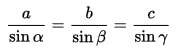 a/sin α = b/sin β = c/sin γ